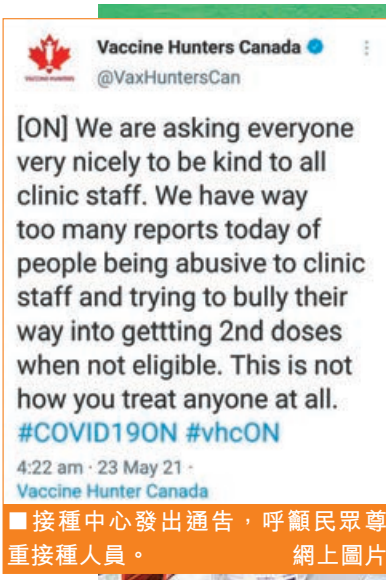 Vaccine Hunters Canada
@VaxHuntersCan
[ON] We are asking everyone
very nicely to be kind to all
clinic staff. We have way
too many reports today of
people being abusive to clinic
staff and trying to bully their
way into gettting 2nd doses
when not eligible. This is not
how you treat anyone at all.
#COVID19ON #vhcON
4:22 am · 23 May 21 ·
Vaccine Hunter Canada
■接種中心發出通告，呼籲民眾尊
重接種人員。 網上圖片